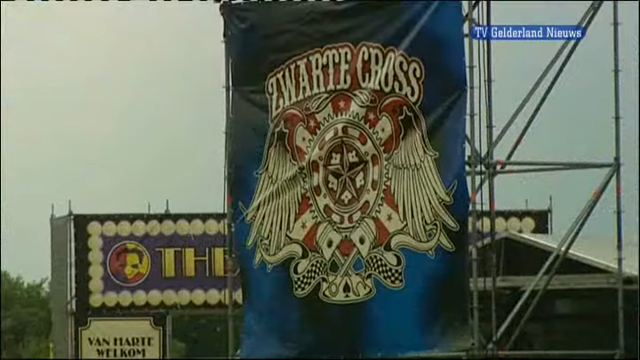 TV Gelderland Nieuws
ZWARTE CROSS
THE
VAN HARTE
WELKOM